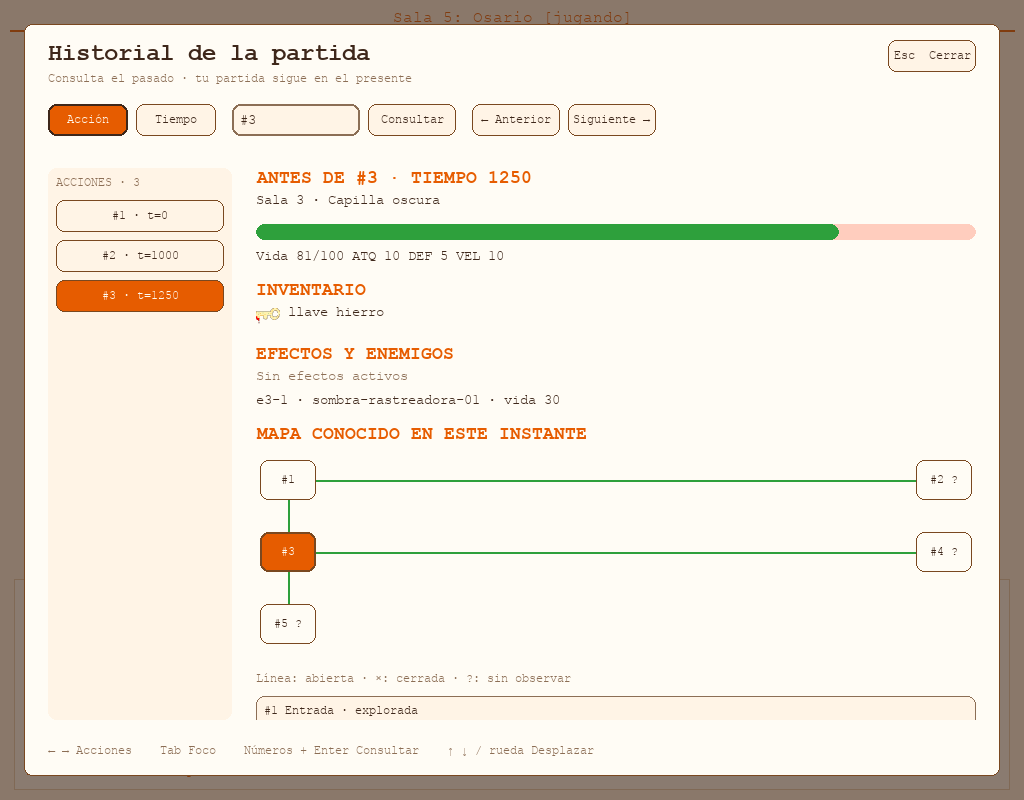 Sala 5: Osario [jugando]
Historial de la partida
Esc Cerrar
Consulta el pasado · tu partida sigue en el presente
Acción Tiempo #3 Consultar ← Anterior Siguiente →
ACCIONES · 3
#1 · t=0
#2 · t=1000
#3 · t=1250
ANTES DE #3 · TIEMPO 1250
Sala 3 · Capilla oscura
Vida 81/100 ATQ 10 DEF 5 VEL 10
INVENTARIO
llave hierro
EFECTOS Y ENEMIGOS
Sin efectos activos
e3-1 · sombra-rastreadora-01 · vida 30
MAPA CONOCIDO EN ESTE INSTANTE
#1 #2 ?
#3 #4 ?
#5 ?
Línea: abierta · ×: cerrada · ?: sin observar
#1 Entrada · explorada
← → Acciones Tab Foco Números + Enter Consultar ↑ ↓ / rueda Desplazar